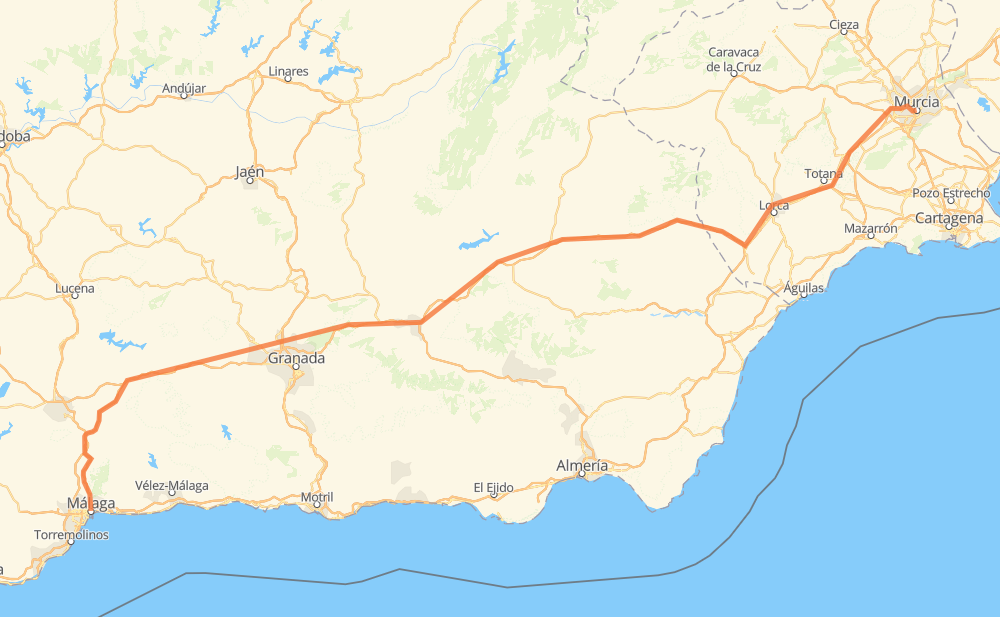 Cieza
Caravaca
de la Cruz
Linares
Andújar
Murcia
doba
Jaén
Totana
Pozo Estrecho
Lorca
Cartagena
Mazarrón
Lucena
Águilas
Granada
Almería
Vélez-Málaga
El Ejido
Motril
Málaga
Torremolinos
a